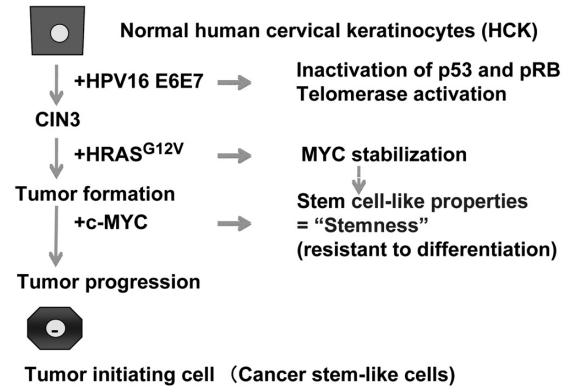 Normal human cervical keratinocytes (HCK)
+HPV16 E6E7
Inactivation of p53 and pRB
Telomerase activation
CIN3
+HRASG12V
MYC stabilization
Tumor formation
Stem cell-like properties
+c-MYC
= “Stemness”
(resistant to differentiation)
Tumor progression
Tumor initiating cell （Cancer stem-like cells)